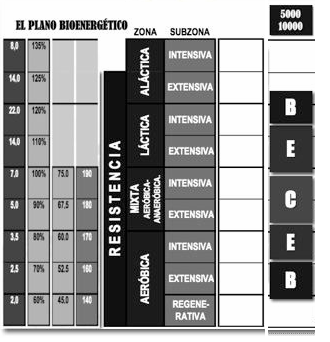 EL PLANO BIOENERGÉTICO
ZONA SUBZONA
5000
10000
8,0 135%
14,0 125%
22,0 120%
14,0 110%
7,0 100% 75,0 190
5,0 90% 67,5 180
3,5 80% 60,0 170
2,5 70% 52,5 160
2,0 60% 45,0 140
RESISTENCIA
ALÁCTICA
INTENSIVA
EXTENSIVA
LÁCTICA
INTENSIVA
EXTENSIVA
MIXTA
AERÓBICA-
ANAERÓBICA.
INTENSIVA
EXTENSIVA
AERÓBICA
INTENSIVA
EXTENSIVA
REGENE-
RATIVA
B
E
C
E
B